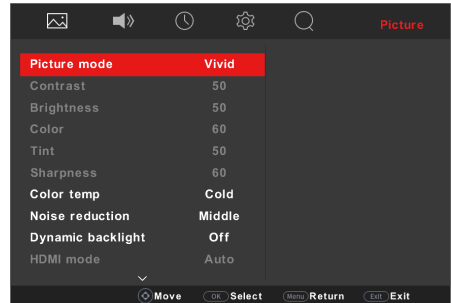 Picture
Picture mode Vivid
Contrast 50
Brightness 50
Color 60
Tint 50
Sharpness 60
Color temp Cold
Noise reduction Middle
Dynamic backlight Off
HDMI mode Auto
Move OK Select Menu Return Exit Exit